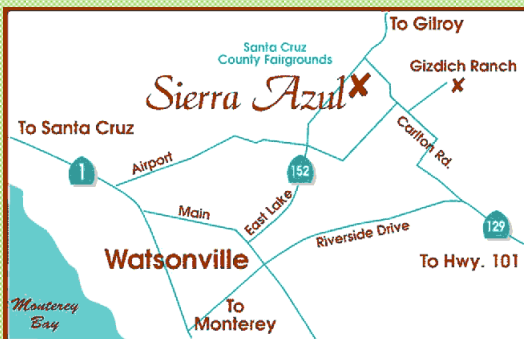 To Gilroy
Santa Cruz
County Fairgrounds
Gizdich Ranch
Sierra Azul
To Santa Cruz
Carlton Rd.
Airport
1
152
Main
East Lake
Riverside Drive
129
Watsonville
To Hwy. 101
Monterey
Bay
To
Monterey